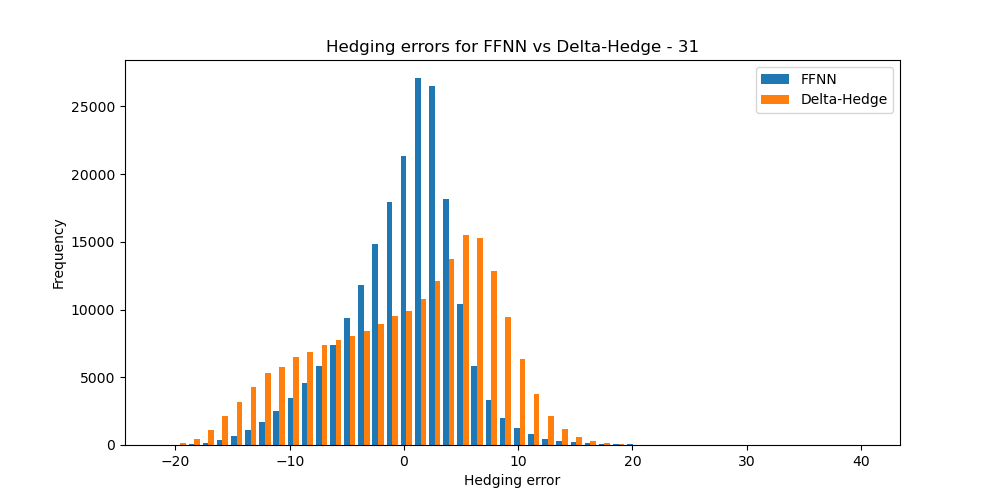 Hedging errors for FFNN vs Delta-Hedge - 31
FFNN
Delta-Hedge
Frequency
25000
20000
15000
10000
5000
0
−20
−10
0
10
20
30
40
Hedging error